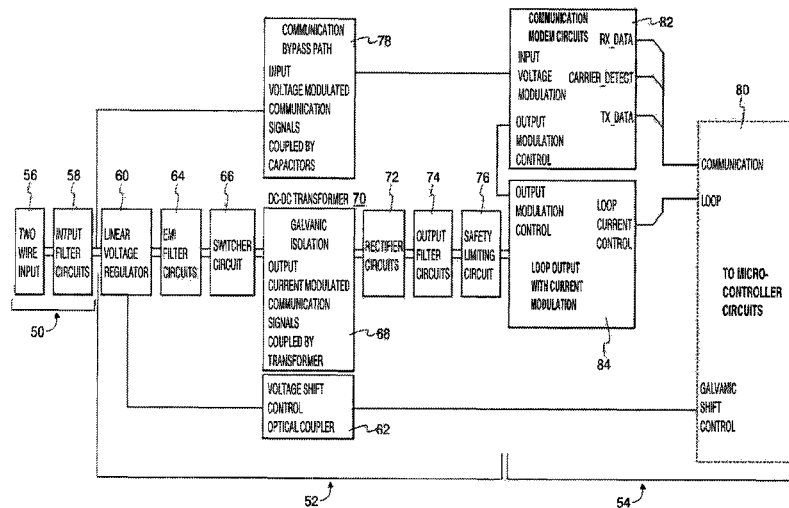 COMMUNICATION
BYPASS PATH
78
INPUT
VOLTAGE MODULATED
COMMUNICATION
SIGNALS
COUPLED BY
CAPACITORS
COMMUNICATION
MODEM CIRCUITS
82
INPUT
VOLTAGE
MODULATION
RX_DATA
CARRIER_DETECT
TX_DATA
OUTPUT
MODULATION
CONTROL
80
COMMUNICATION
LOOP
TO MICRO-
CONTROLLER
CIRCUITS
GALVANIC
SHIFT
CONTROL
56
TWO
WIRE
INPUT
58
INTPUT
FILTER
CIRCUITS
60
LINEAR
VOLTAGE
REGULATOR
64
EMI
FILTER
CIRCUITS
66
SWITCHER
CIRCUIT
DC-DC TRANSFORMER 70
GALVANIC
ISOLATION
OUTPUT
CURRENT MODULATED
COMMUNICATION
SIGNALS
COUPLED BY
TRANSFORMER
68
72
RECTIFIER
CIRCUITS
74
OUTPUT
FILTER
CIRCUITS
76
SAFETY
LIMITING
CIRCUIT
OUTPUT
MODULATION
CONTROL
LOOP
CURRENT
CONTROL
LOOP OUTPUT
WITH CURRENT
MODULATION
84
VOLTAGE SHIFT
CONTROL
OPTICAL COUPLER
62
50
52
54